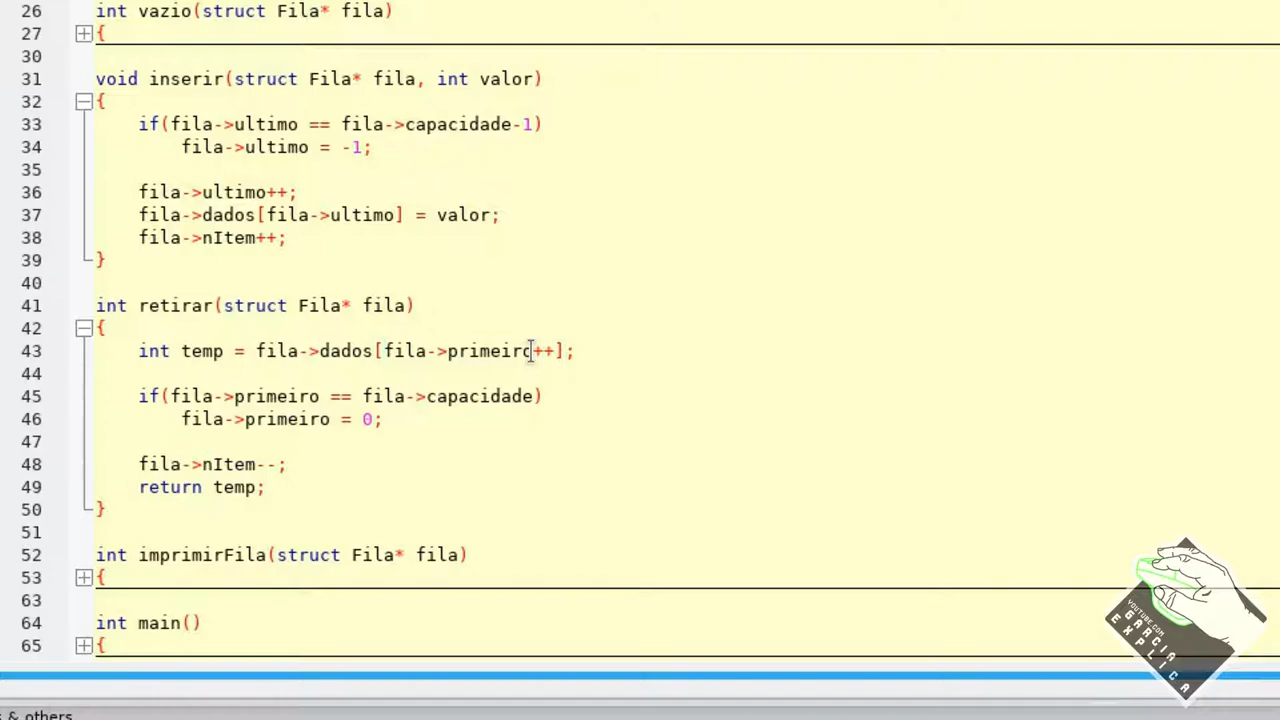 26 int vazio(struct Fila* fila)
27 {
30
31 void inserir(struct Fila* fila, int valor)
32 {
33     if(fila->ultimo == fila->capacidade-1)
34         fila->ultimo = -1;
35
36     fila->ultimo++;
37     fila->dados[fila->ultimo] = valor;
38     fila->nItem++;
39 }
40
41 int retirar(struct Fila* fila)
42 {
43     int temp = fila->dados[fila->primeiro++];
44
45     if(fila->primeiro == fila->capacidade)
46         fila->primeiro = 0;
47
48     fila->nItem--;
49     return temp;
50 }
51
52 int imprimirFila(struct Fila* fila)
53 {
63
64 int main()
65 {
YOUTUBE.COM
GARCIA
EXPLICA
s & others